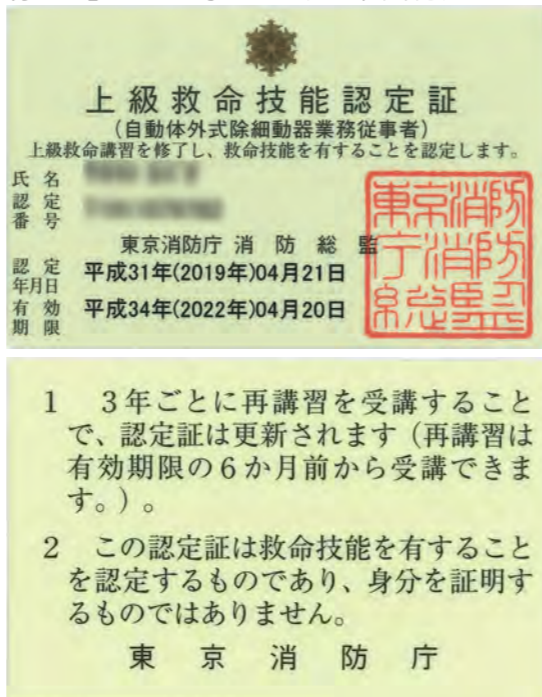 上級救命技能認定証
(自動体外式除細動器業務従事者)
上級救命講習を修了し、救命技能を有することを認定します。
氏名
認定番号
東京消防庁 消防総監
東京消防庁消防総監
認定年月日 平成31年(2019年)04月21日
有効期限 平成34年(2022年)04月20日
1 3年ごとに再講習を受講すること
で、認定証は更新されます(再講習は
有効期限の6か月前から受講できま
す。)。
2 この認定証は救命技能を有すること
を認定するものであり、身分を証明す
るものではありません。
東京消防庁